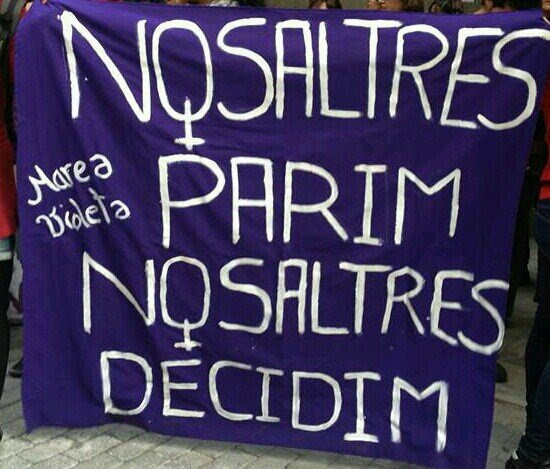 NOSALTRES
Marea
Violeta
PARIM
NOSALTRES
DECIDIM